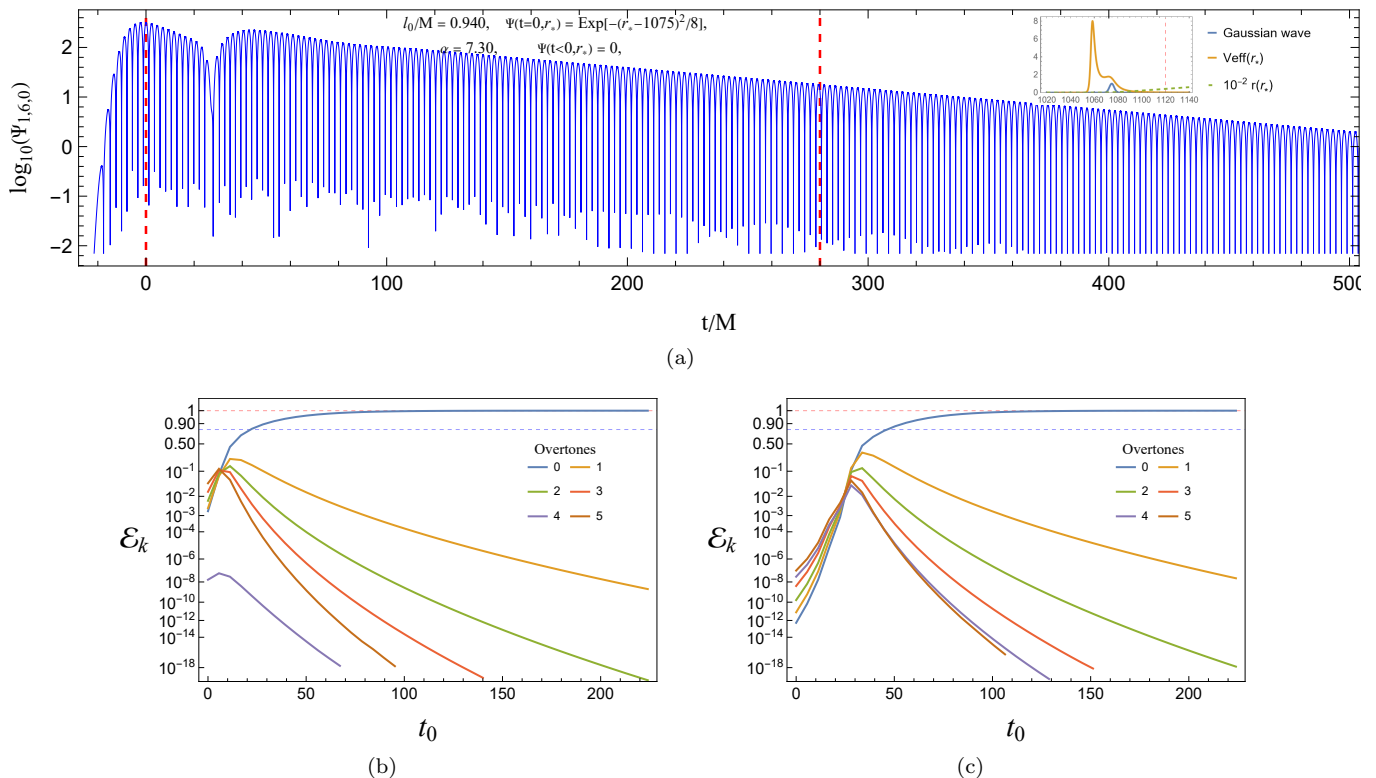 l₀/M = 0.940, Ψ(t=0,r*) = Exp[−(r*−1075)²/8],
α = 7.30, Ψ(t<0,r*) = 0,
log₁₀(Ψ₁,₆,₀)
2
1
0
−1
−2
0 100 200 300 400 500
t/M
8
6
4
2
0
1020 1040 1060 1080 1100 1120 1140
Gaussian wave
Veff(r*)
10⁻² r(r*)
(a)
ℰₖ
1
0.90
0.50
10⁻¹
10⁻²
10⁻³
10⁻⁴
10⁻⁶
10⁻⁸
10⁻¹⁰
10⁻¹²
10⁻¹⁴
10⁻¹⁸
Overtones
0 1
2 3
4 5
0 50 100 150 200
t₀
(b)
ℰₖ
1
0.90
0.50
10⁻¹
10⁻²
10⁻³
10⁻⁴
10⁻⁶
10⁻⁸
10⁻¹⁰
10⁻¹²
10⁻¹⁴
10⁻¹⁸
Overtones
0 1
2 3
4 5
0 50 100 150 200
t₀
(c)